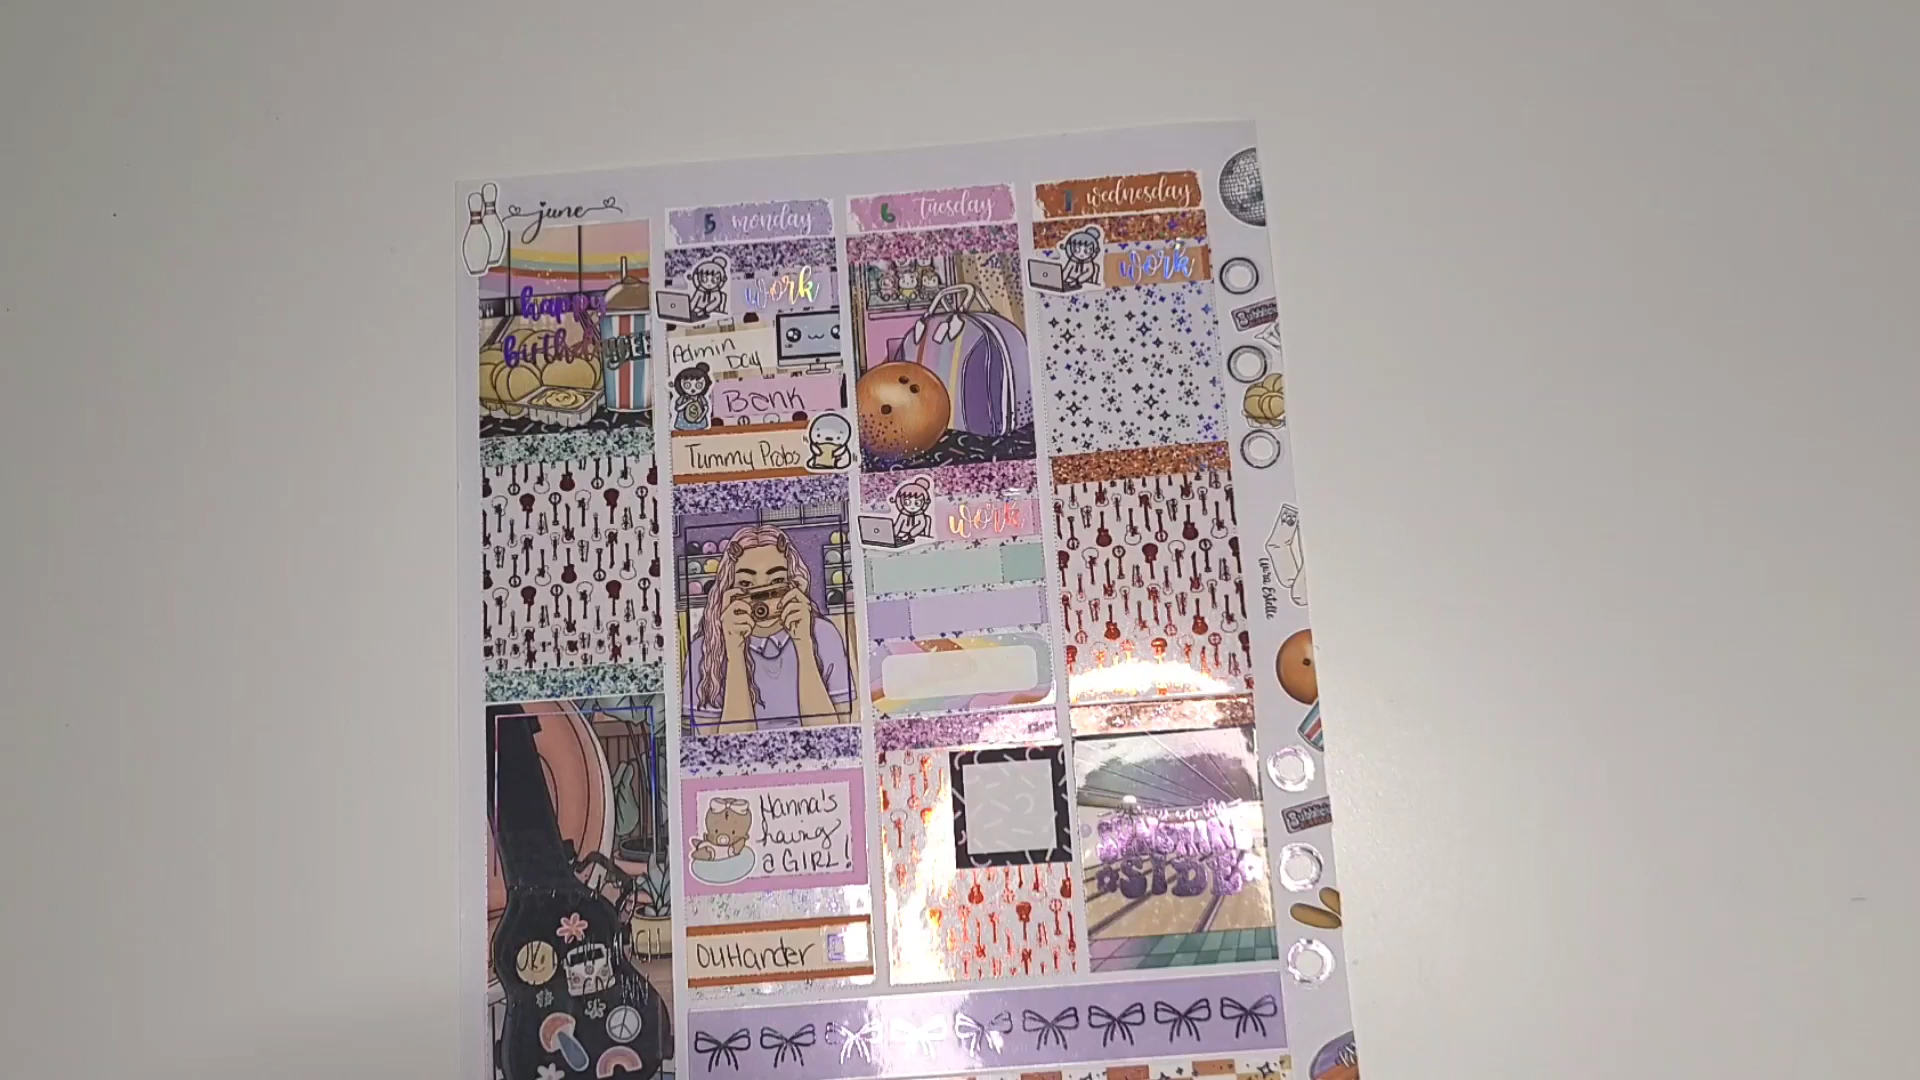 june
happy
birthday
5 monday
work
Admin
Day
Bank
Tummy Probs
Hanna's
having
a GIRL!
Outlander
6 tuesday
work
7 wednesday
work
SIDE